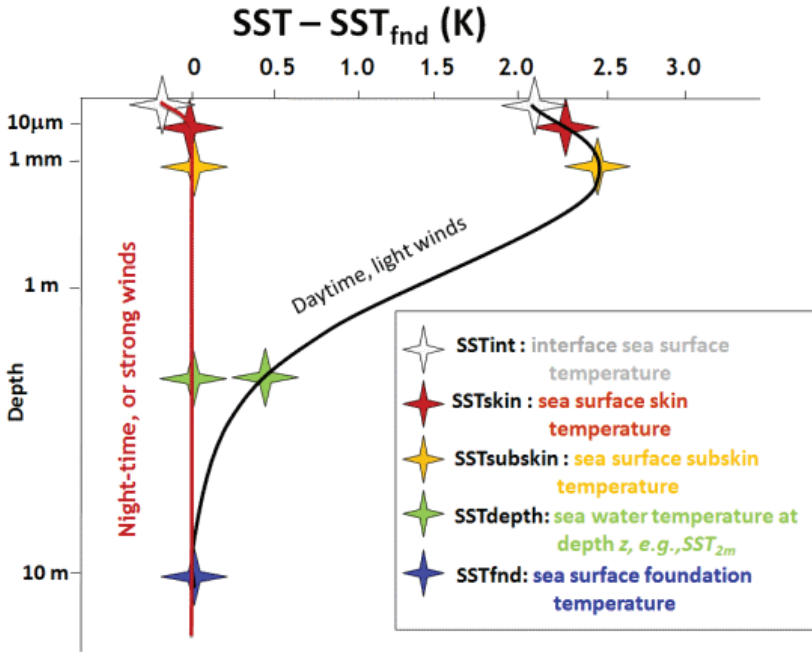 SST – SSTfnd (K)
0 0.5 1.0 1.5 2.0 2.5 3.0
10μm
1 mm
1 m
10 m
Depth
Night-time, or strong winds
Daytime, light winds
SSTint : interface sea surface
temperature
SSTskin : sea surface skin
temperature
SSTsubskin : sea surface subskin
temperature
SSTdepth: sea water temperature at
depth z, e.g.,SST2m
SSTfnd: sea surface foundation
temperature